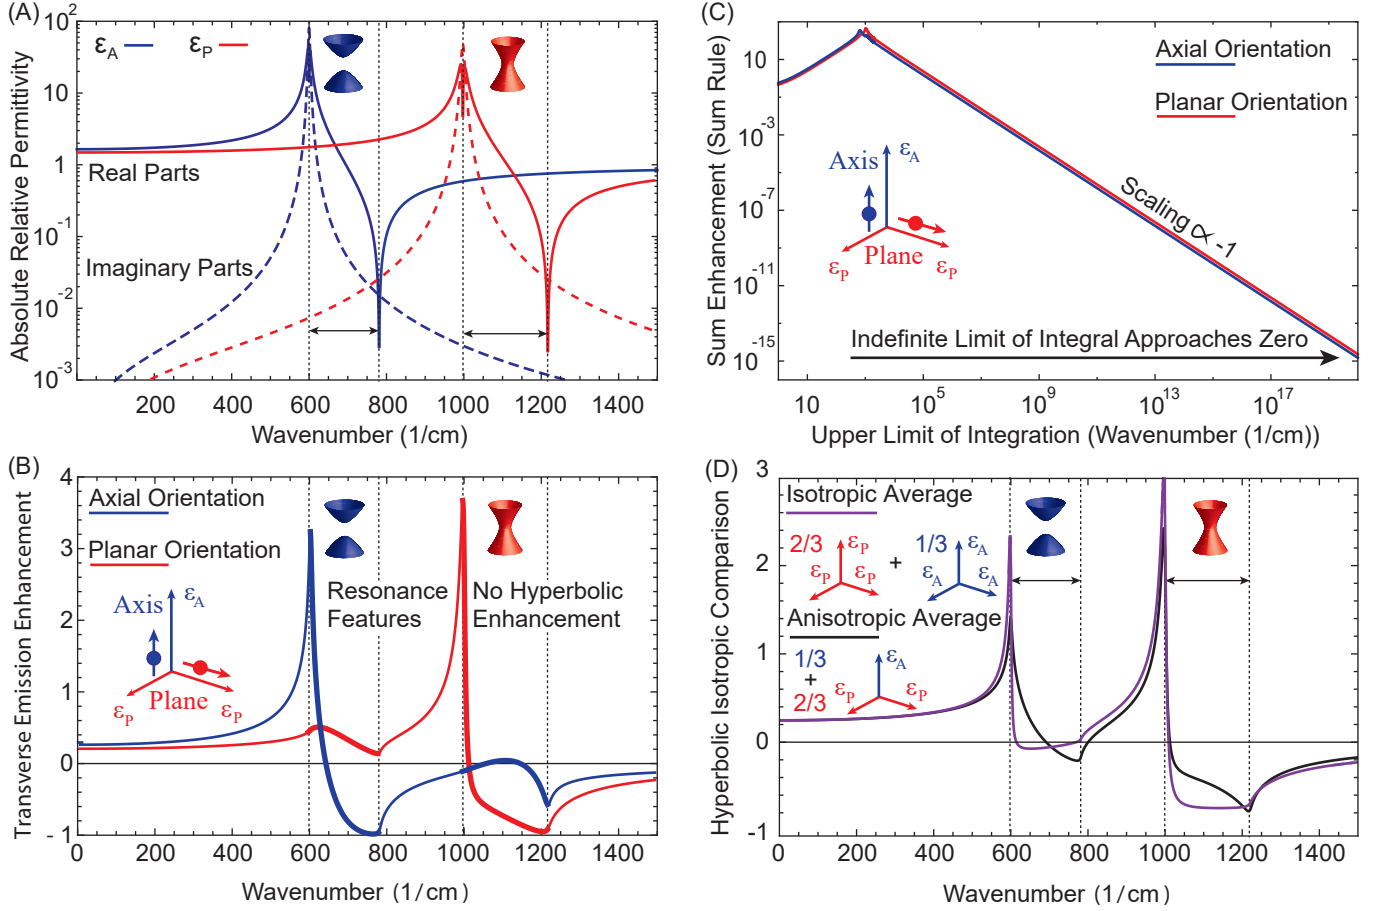 (A)
Absolute Relative Permittivity
10^2
10
1
10^-1
10^-2
10^-3
ε_A
ε_P
Real Parts
Imaginary Parts
200 400 600 800 1000 1200 1400
Wavenumber (1/cm)
(C)
Sum Enhancement (Sum Rule)
10
10^-3
10^-7
10^-11
10^-15
Axial Orientation
Planar Orientation
Axis
ε_A
Plane
ε_P
ε_P
Scaling ∝ -1
Indefinite Limit of Integral Approaches Zero
10 10^5 10^9 10^13 10^17
Upper Limit of Integration (Wavenumber (1/cm))
(B)
Transverse Emission Enhancement
4
3
2
1
0
- 1
Axial Orientation
Planar Orientation
Axis
ε_A
Plane
ε_P
ε_P
Resonance
Features
No Hyperbolic
Enhancement
0 200 400 600 800 1000 1200 1400
Wavenumber (1/cm)
(D)
Hyperbolic Isotropic Comparison
3
2
1
0
-1
Isotropic Average
2/3
ε_P
ε_P
ε_P
+
1/3
ε_A
ε_A
ε_A
Anisotropic Average
1/3
+
2/3
ε_A
ε_P
ε_P
0 200 400 600 800 1000 1200 1400
Wavenumber (1/cm)